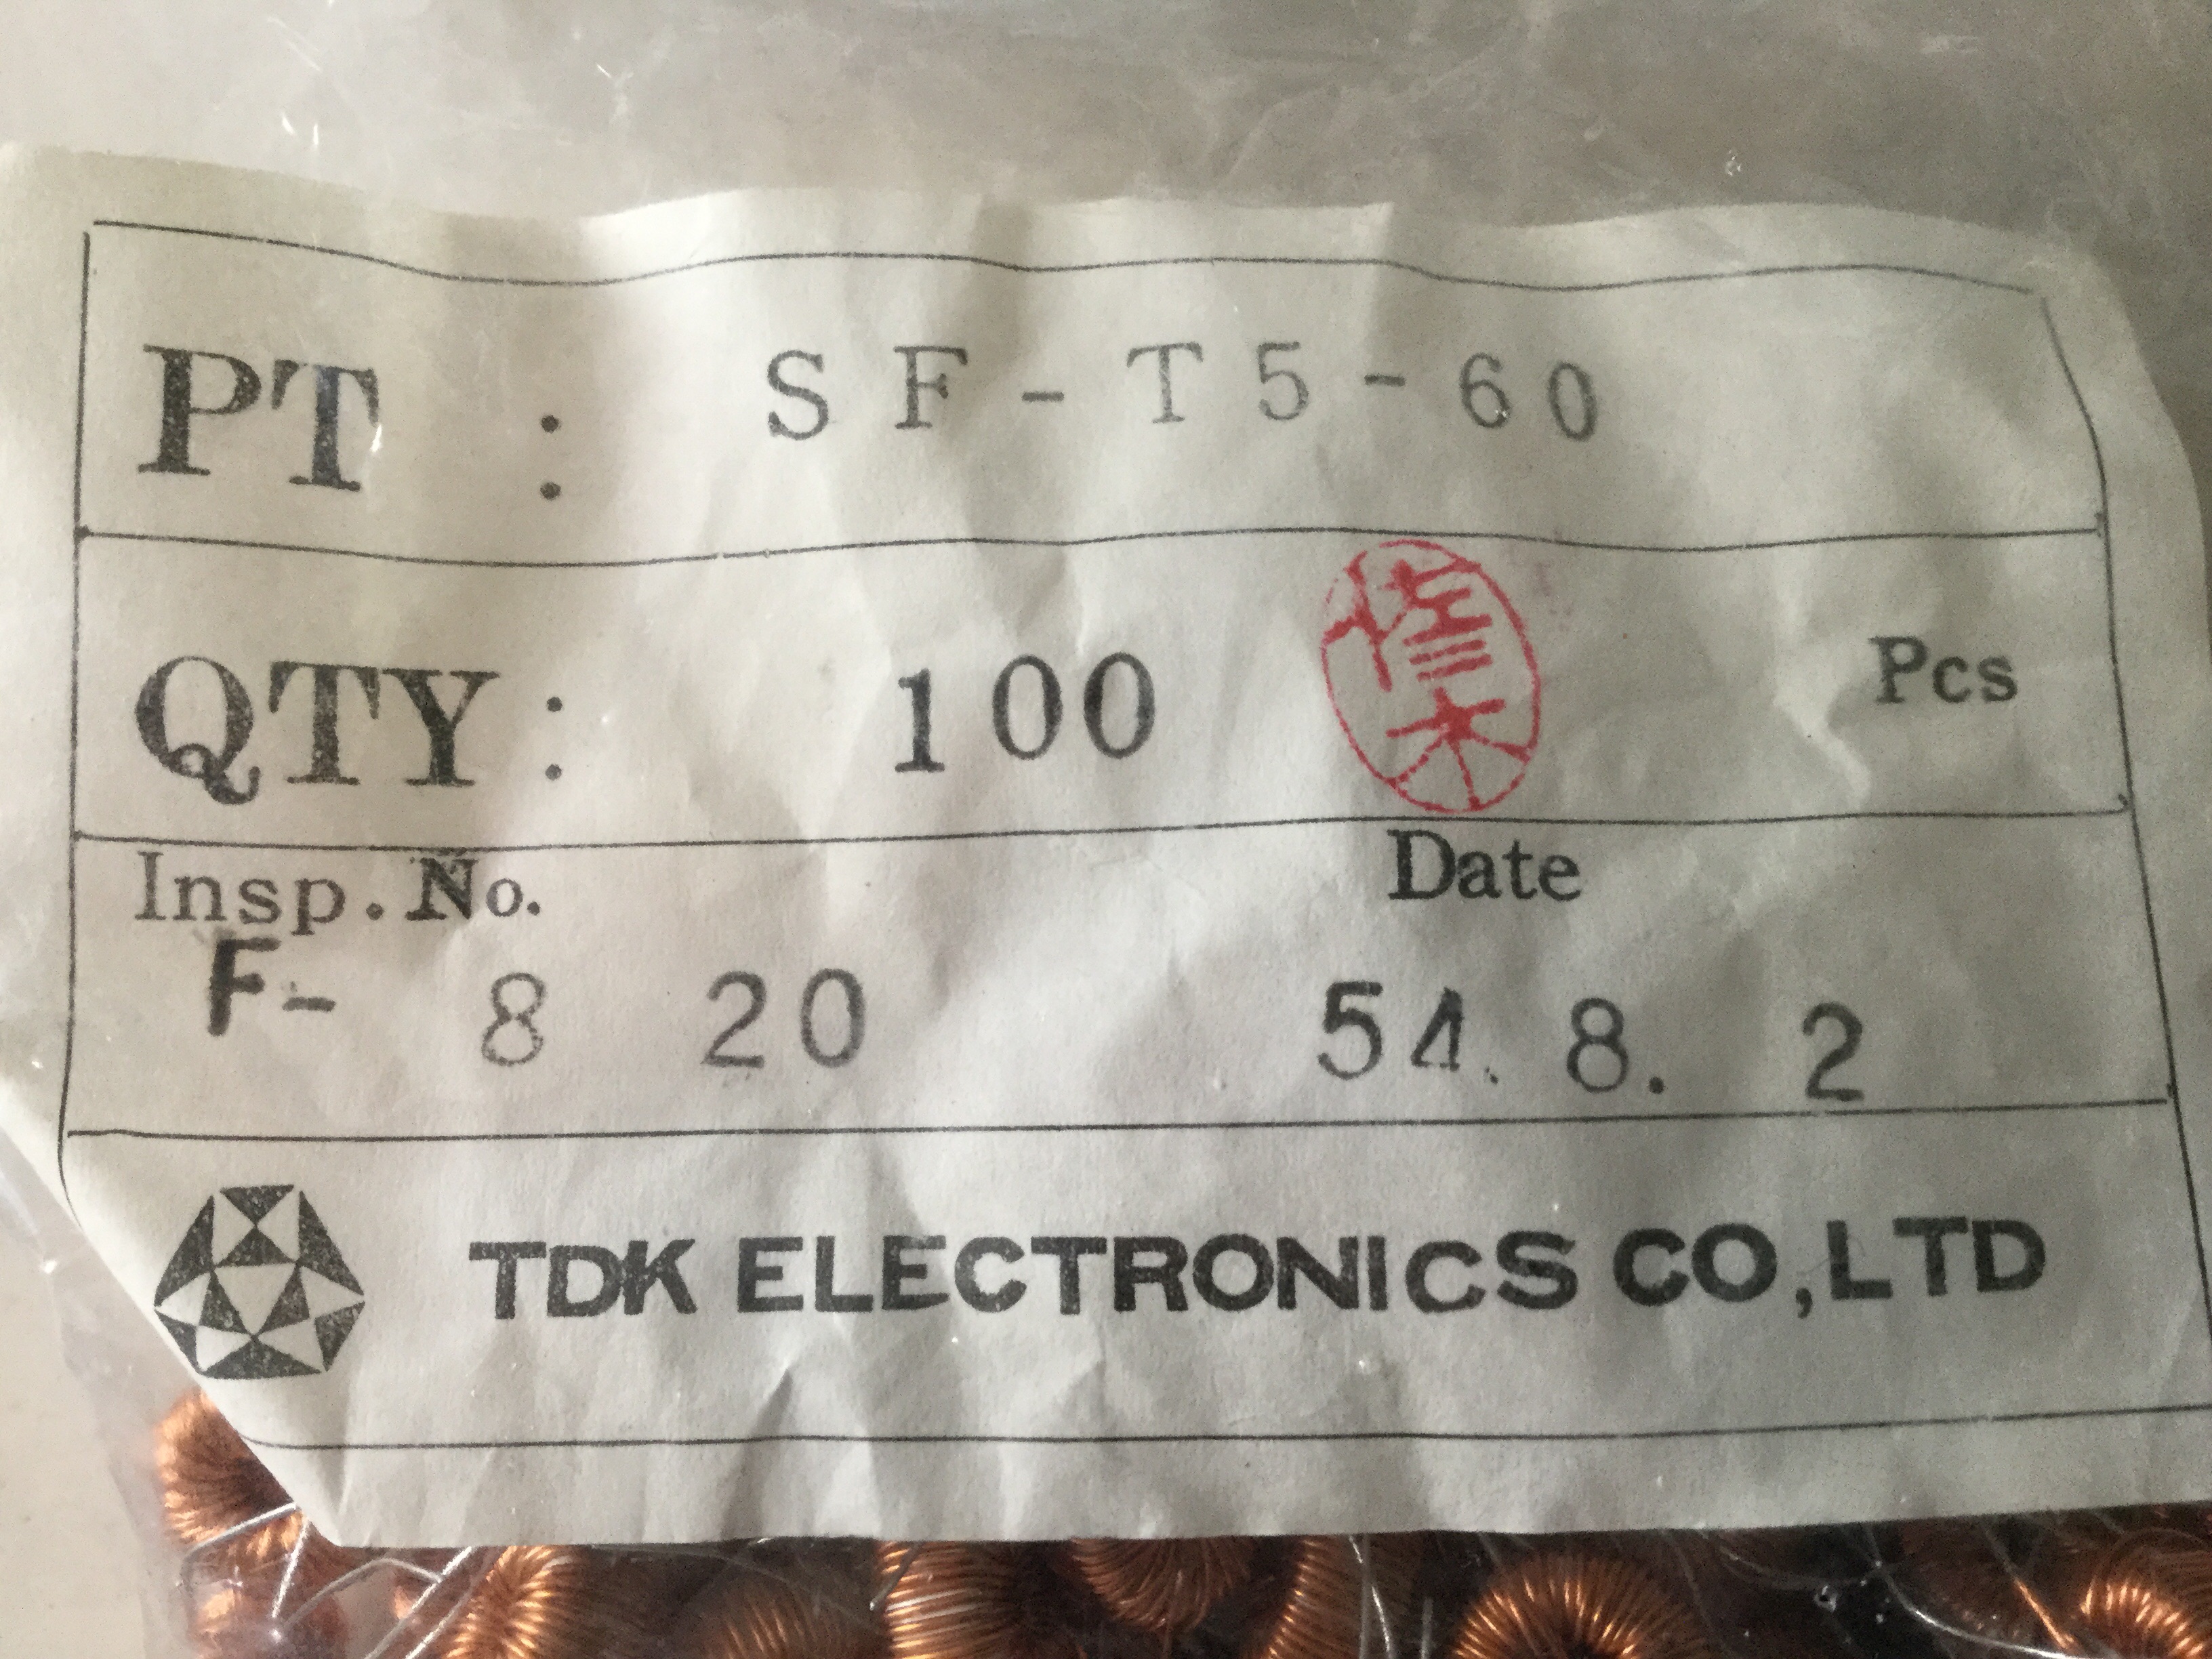 PT : SF-T5-60
QTY : 100 Pcs
Insp.No. Date
F- 8 20 54. 8. 2
TDK ELECTRONICS CO,LTD